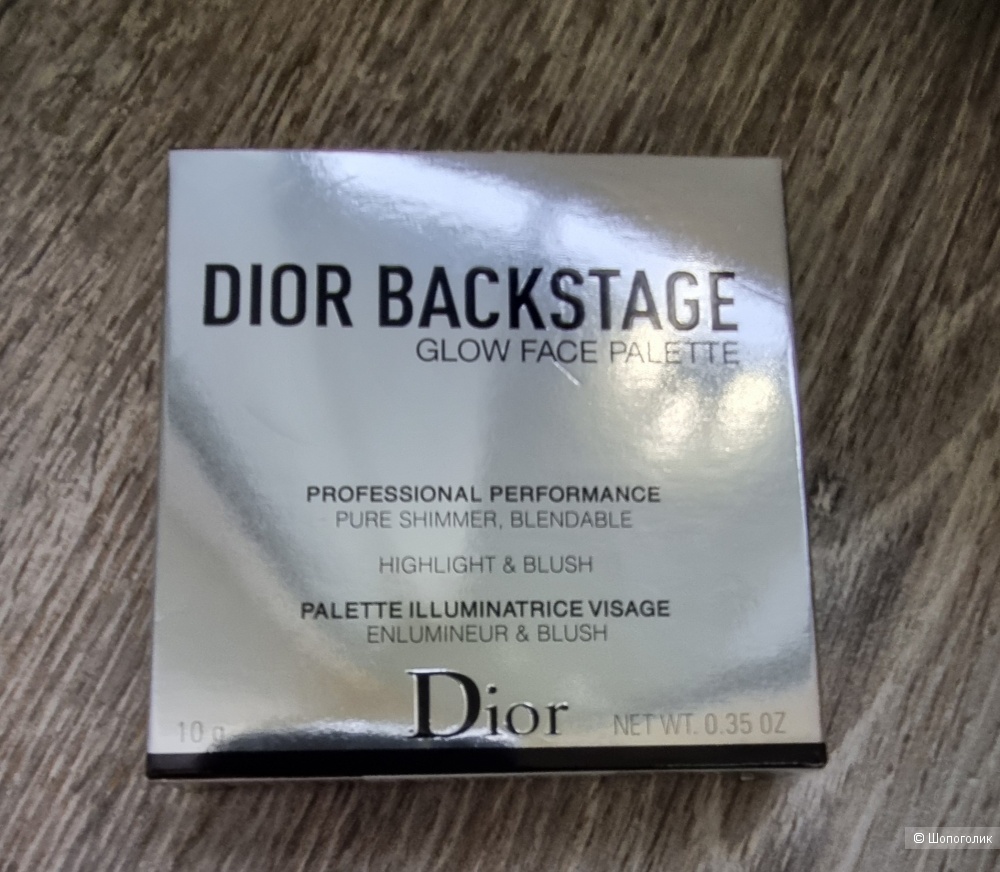 DIOR BACKSTAGE
GLOW FACE PALETTE
PROFESSIONAL PERFORMANCE
PURE SHIMMER, BLENDABLE
HIGHLIGHT & BLUSH
PALETTE ILLUMINATRICE VISAGE
ENLUMINEUR & BLUSH
Dior
10 g
NET WT. 0.35 OZ
© Шопоголик